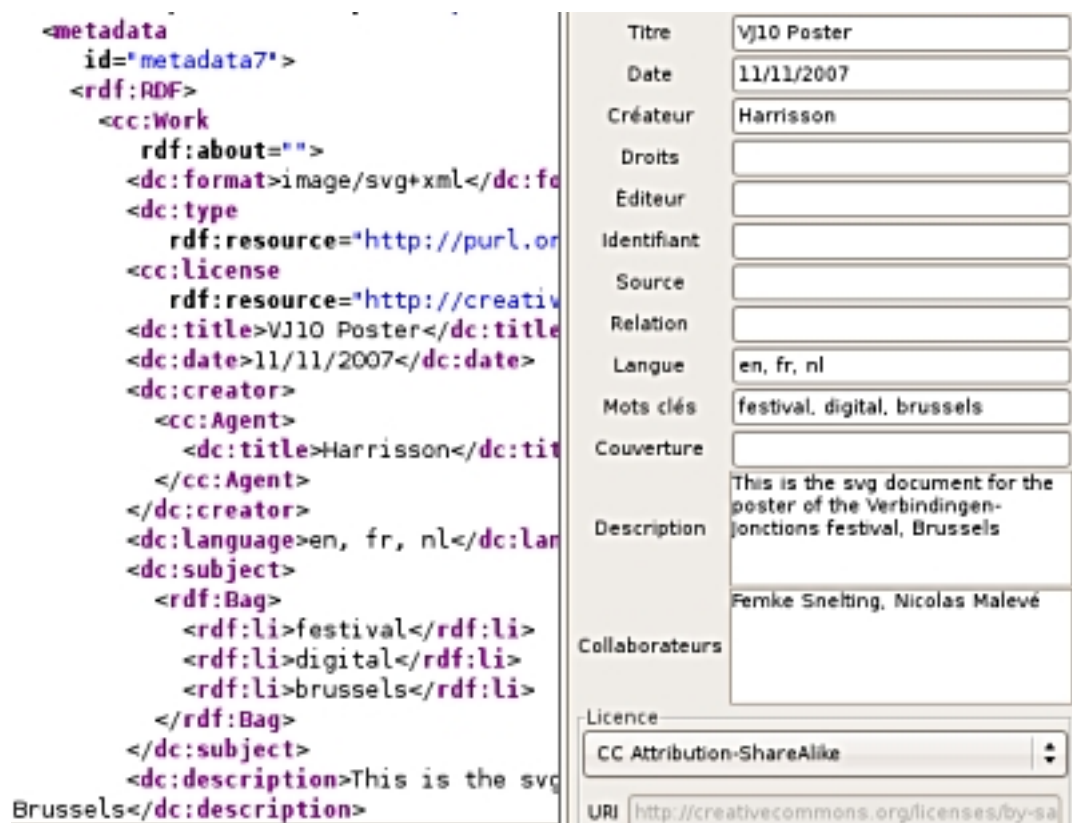 <metadata
id="metadata7">
<rdf:RDF>
<cc:Work
rdf:about="">
<dc:format>image/svg+xml</dc:fo
<dc:type
rdf:resource="http://purl.or
<cc:license
rdf:resource="http://creativ
<dc:title>VJ10 Poster</dc:title
<dc:date>11/11/2007</dc:date>
<dc:creator>
<cc:Agent>
<dc:title>Harrisson</dc:tit
</cc:Agent>
</dc:creator>
<dc:language>en, fr, nl</dc:lan
<dc:subject>
<rdf:Bag>
<rdf:li>festival</rdf:li>
<rdf:li>digital</rdf:li>
<rdf:li>brussels</rdf:li>
</rdf:Bag>
</dc:subject>
<dc:description>This is the svg
Brussels</dc:description>
Titre VJ10 Poster
Date 11/11/2007
Créateur Harrisson
Droits
Éditeur
Identifiant
Source
Relation
Langue en, fr, nl
Mots clés festival, digital, brussels
Couverture
Description
This is the svg document for the
poster of the Verbindingen-
Jonctions festival, Brussels
Collaborateurs
Femke Snelting, Nicolas Malevé
Licence
CC Attribution-ShareAlike
URI http://creativecommons.org/licenses/by-sa